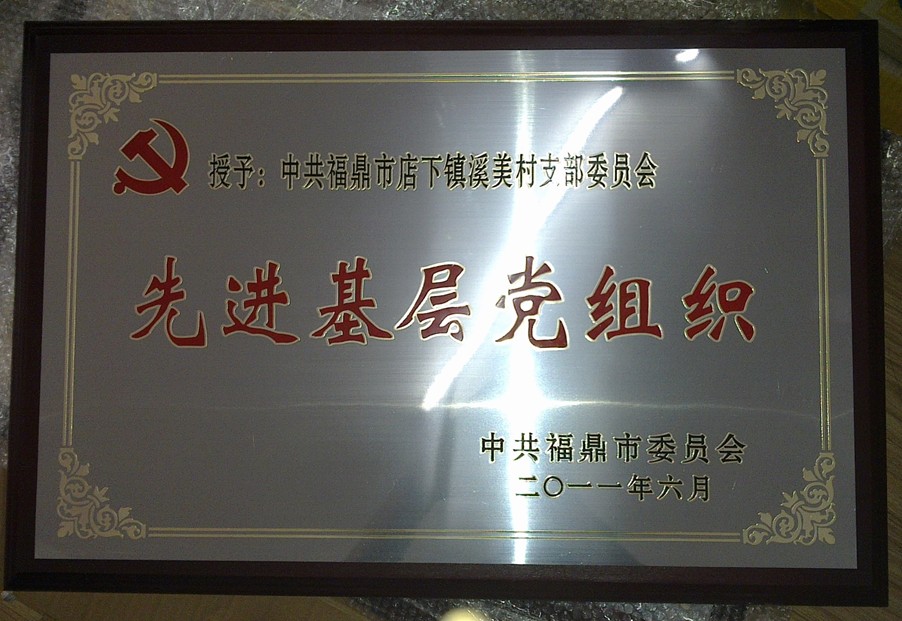 授予：中共福鼎市店下镇溪美村支部委员会
先进基层党组织
中共福鼎市委员会
二〇一一年六月